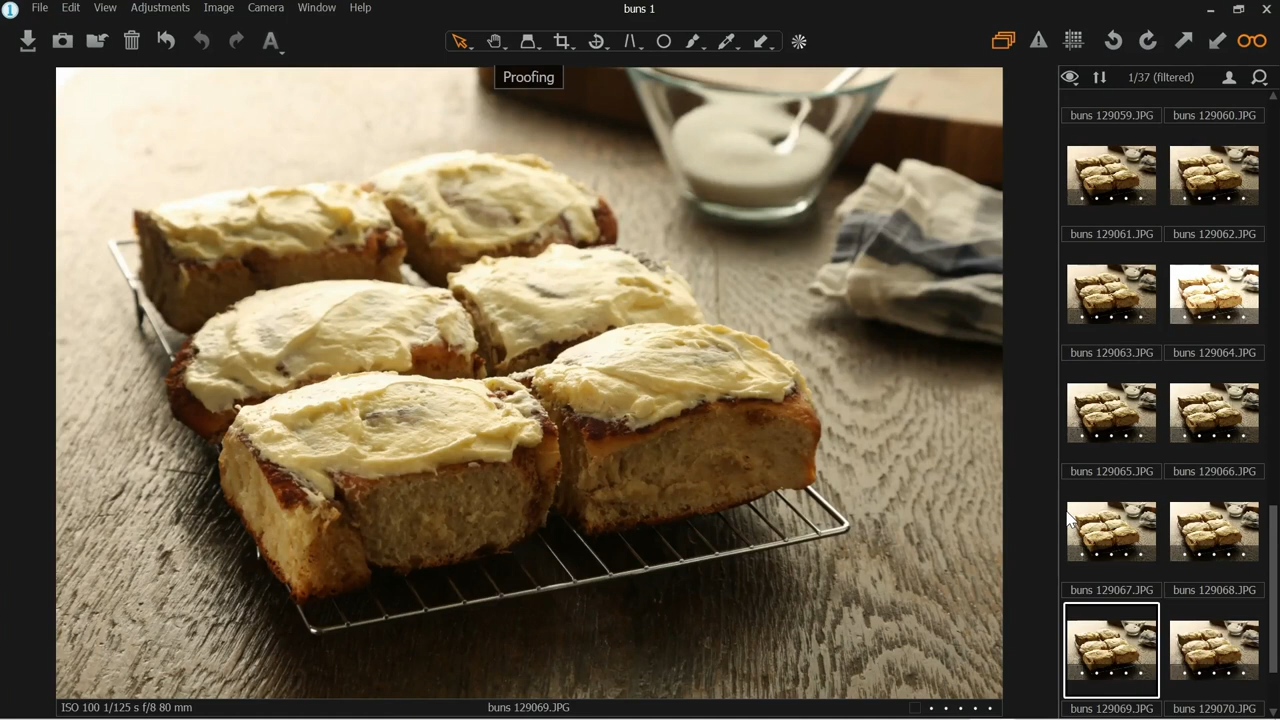 File Edit View Adjustments Image Camera Window Help
buns 1
1/37 (filtered)
Proofing
buns 129059.JPG buns 129060.JPG
buns 129061.JPG buns 129062.JPG
buns 129063.JPG buns 129064.JPG
buns 129065.JPG buns 129066.JPG
buns 129067.JPG buns 129068.JPG
buns 129069.JPG buns 129070.JPG
ISO 100 1/125 s f/8 80 mm
buns 129069.JPG